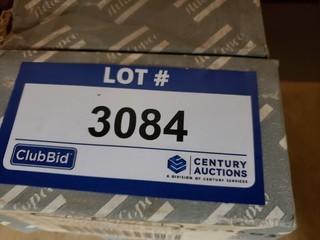 LOT #
3084
ClubBid
CENTURY
AUCTIONS
A DIVISION OF CENTURY SERVICES